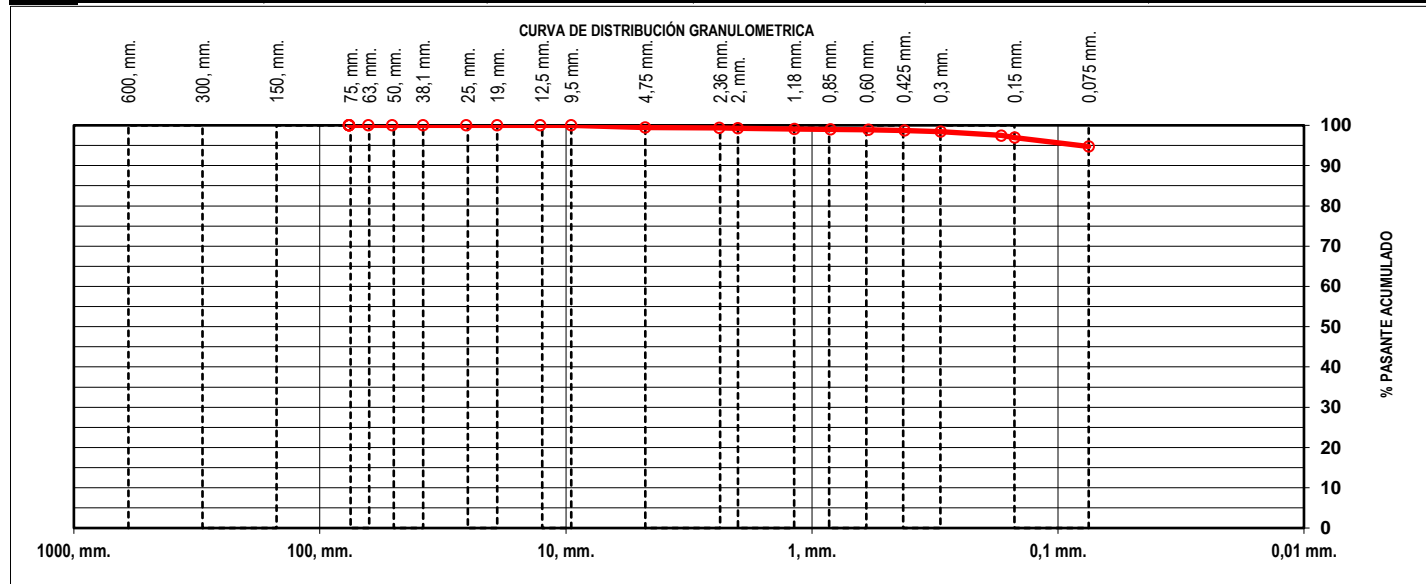 CURVA DE DISTRIBUCIÓN GRANULOMETRICA
600, mm.
300, mm.
150, mm.
75, mm.
63, mm.
50, mm.
38,1 mm.
25, mm.
19, mm.
12,5 mm.
9,5 mm.
4,75 mm.
2,36 mm.
2, mm.
1,18 mm.
0,85 mm.
0,60 mm.
0,425 mm.
0,3 mm.
0,15 mm.
0,075 mm.
100
90
80
70
60
50
40
30
20
10
0
% PASANTE ACUMULADO
1000, mm.
100, mm.
10, mm.
1, mm.
0,1 mm.
0,01 mm.